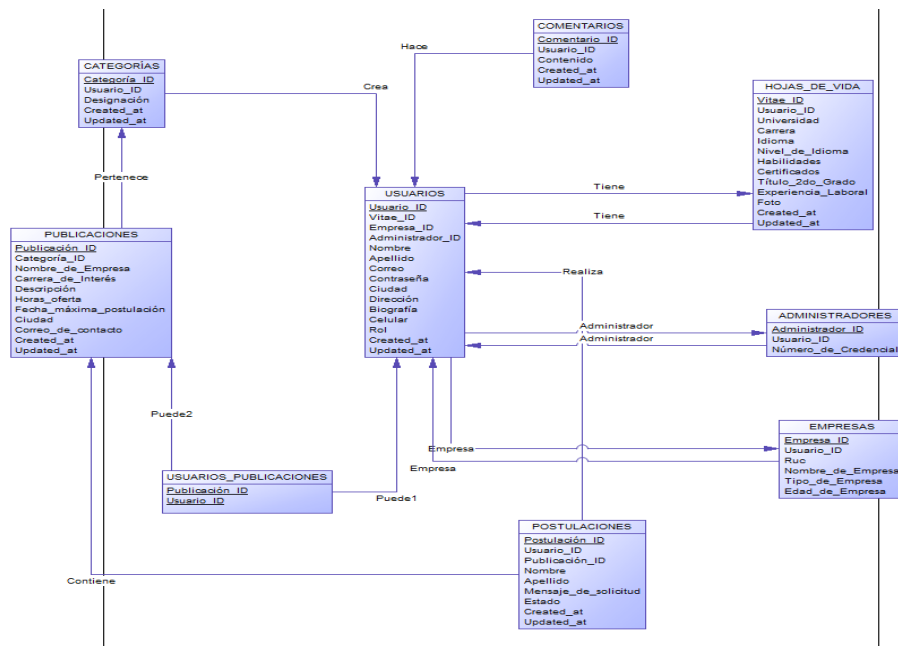 COMENTARIOS
Comentario_ID
Usuario_ID
Contenido
Created_at
Updated_at
Hace
CATEGORÍAS
Categoría_ID
Usuario_ID
Designación
Created_at
Updated_at
Crea
HOJAS_DE_VIDA
Vitae_ID
Usuario_ID
Universidad
Carrera
Idioma
Nivel_de_Idioma
Habilidades
Certificados
Título_2do_Grado
Experiencia_Laboral
Foto
Created_at
Updated_at
Pertenece
Tiene
Tiene
USUARIOS
Usuario_ID
Vitae_ID
Empresa_ID
Administrador_ID
Nombre
Apellido
Correo
Contraseña
Ciudad
Dirección
Biografía
Celular
Rol
Created_at
Updated_at
PUBLICACIONES
Publicación_ID
Categoría_ID
Nombre_de_Empresa
Carrera_de_Interés
Descripción
Horas_oferta
Fecha_máxima_postulación
Ciudad
Correo_de_contacto
Created_at
Updated_at
Realiza
ADMINISTRADORES
Administrador_ID
Usuario_ID
Número_de_Credencial
Administrador
Administrador
Puede2
EMPRESAS
Empresa_ID
Usuario_ID
Ruc
Nombre_de_Empresa
Tipo_de_Empresa
Edad_de_Empresa
Empresa
Empresa
USUARIOS_PUBLICACIONES
Publicación_ID
Usuario_ID
Puede1
POSTULACIONES
Postulación_ID
Usuario_ID
Publicación_ID
Nombre
Apellido
Mensaje_de_solicitud
Estado
Created_at
Updated_at
Contiene